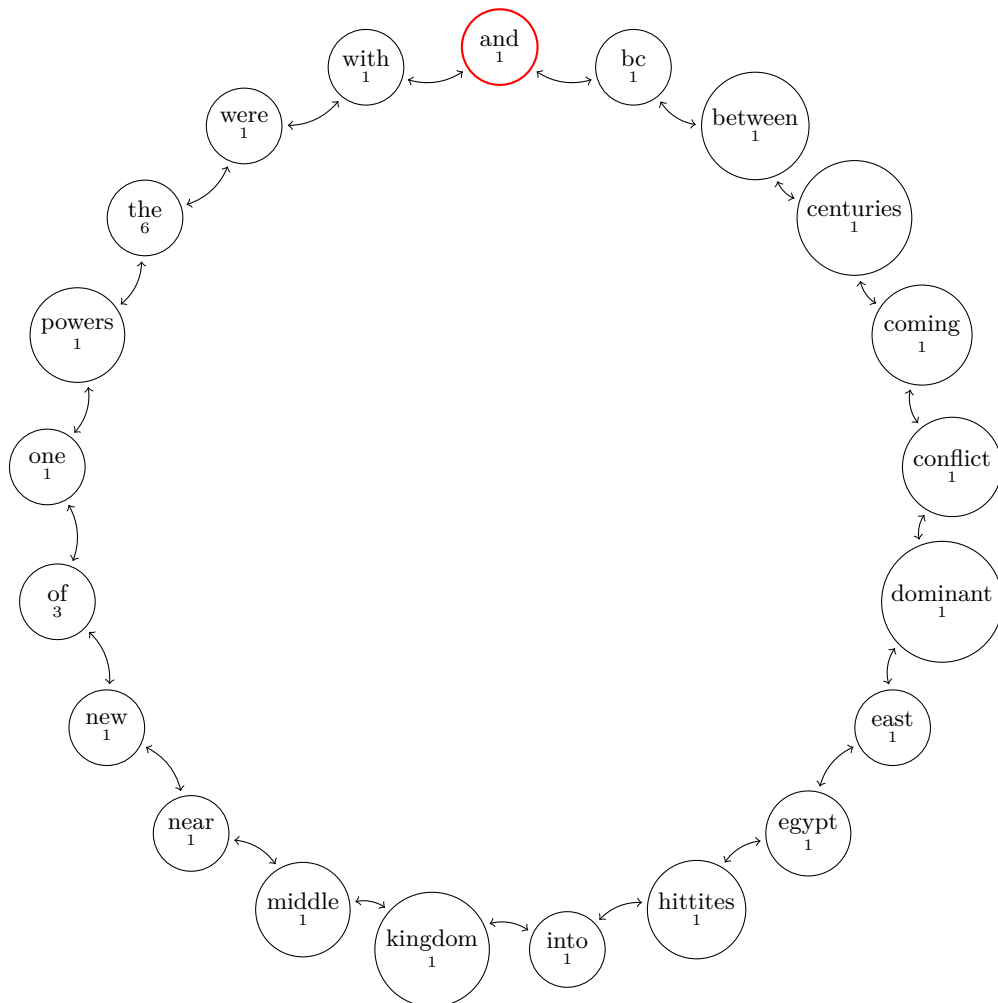 and
1
bc
1
between
1
centuries
1
coming
1
conflict
1
dominant
1
east
1
egypt
1
hittites
1
into
1
kingdom
1
middle
1
near
1
new
1
of
3
one
1
powers
1
the
6
were
1
with
1